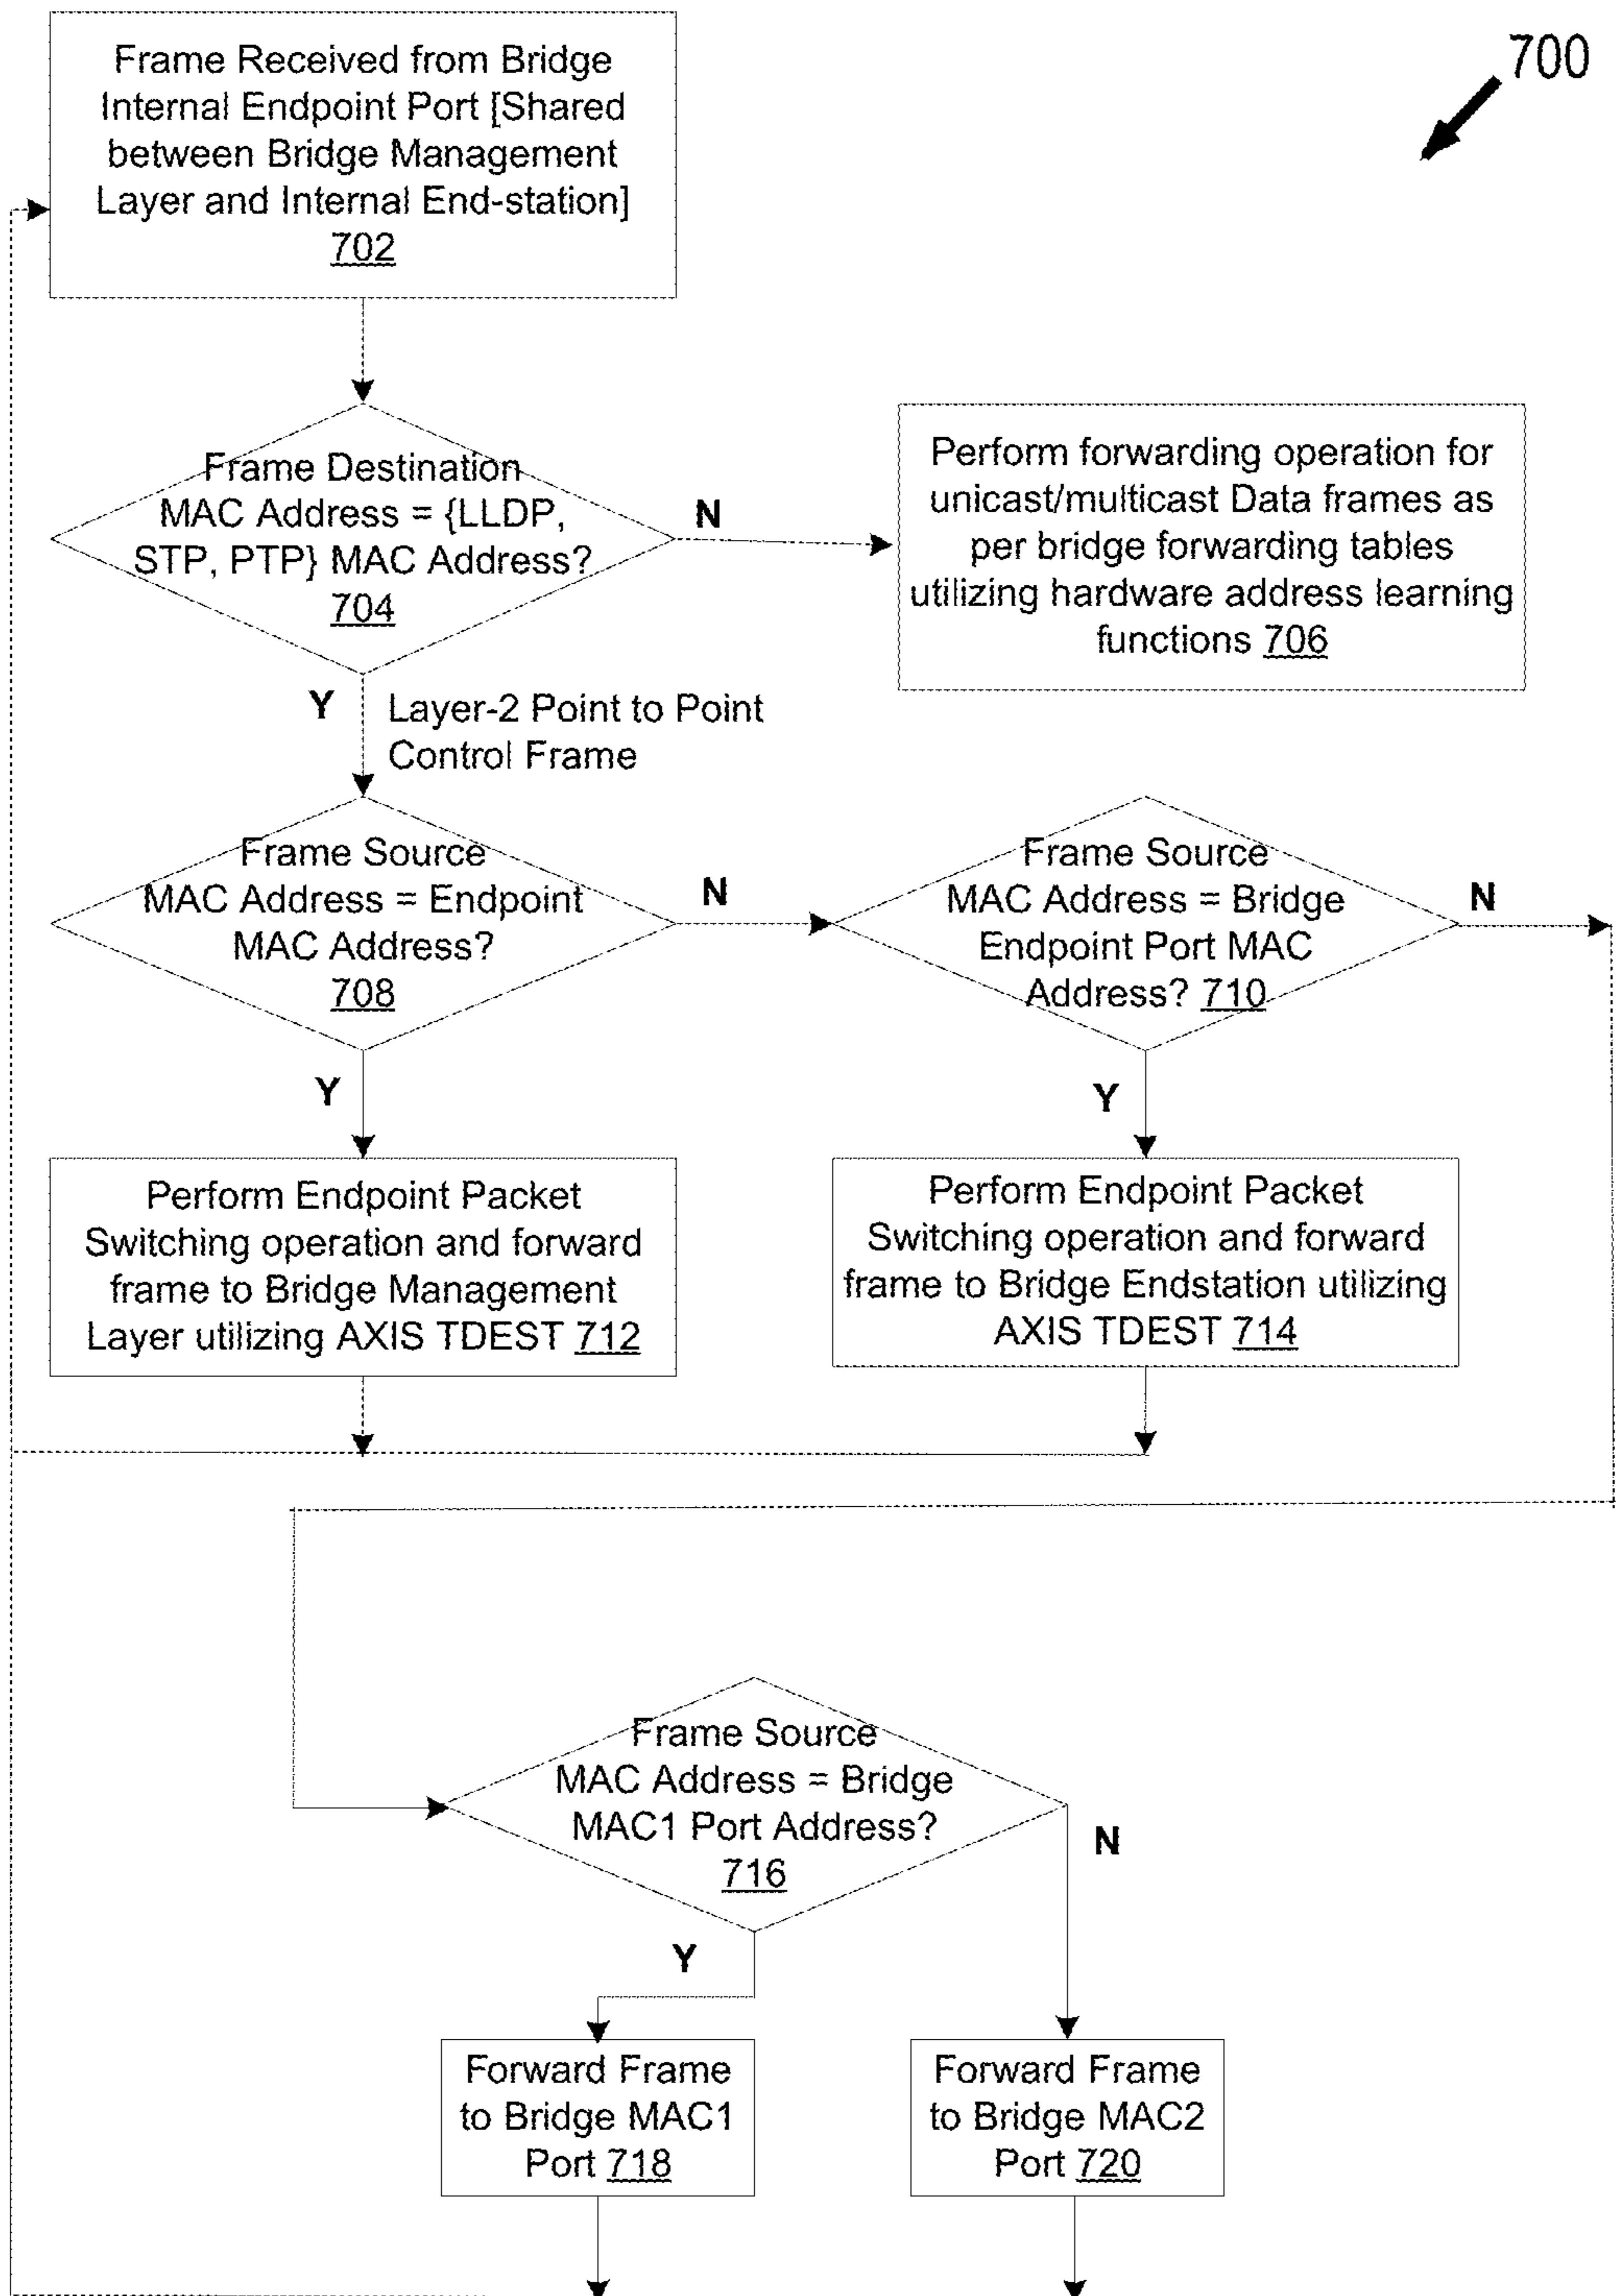 700
Frame Received from Bridge
Internal Endpoint Port [Shared
between Bridge Management
Layer and Internal End-station]
702
Frame Destination
MAC Address = {LLDP,
STP, PTP} MAC Address?
704
N
Perform forwarding operation for
unicast/multicast Data frames as
per bridge forwarding tables
utilizing hardware address learning
functions 706
Y
Layer-2 Point to Point
Control Frame
Frame Source
MAC Address = Endpoint
MAC Address?
708
N
Frame Source
MAC Address = Bridge
Endpoint Port MAC
Address? 710
N
Y
Y
Perform Endpoint Packet
Switching operation and forward
frame to Bridge Management
Layer utilizing AXIS TDEST 712
Perform Endpoint Packet
Switching operation and forward
frame to Bridge Endstation utilizing
AXIS TDEST 714
Frame Source
MAC Address = Bridge
MAC1 Port Address?
716
N
Y
Forward Frame
to Bridge MAC1
Port 718
Forward Frame
to Bridge MAC2
Port 720